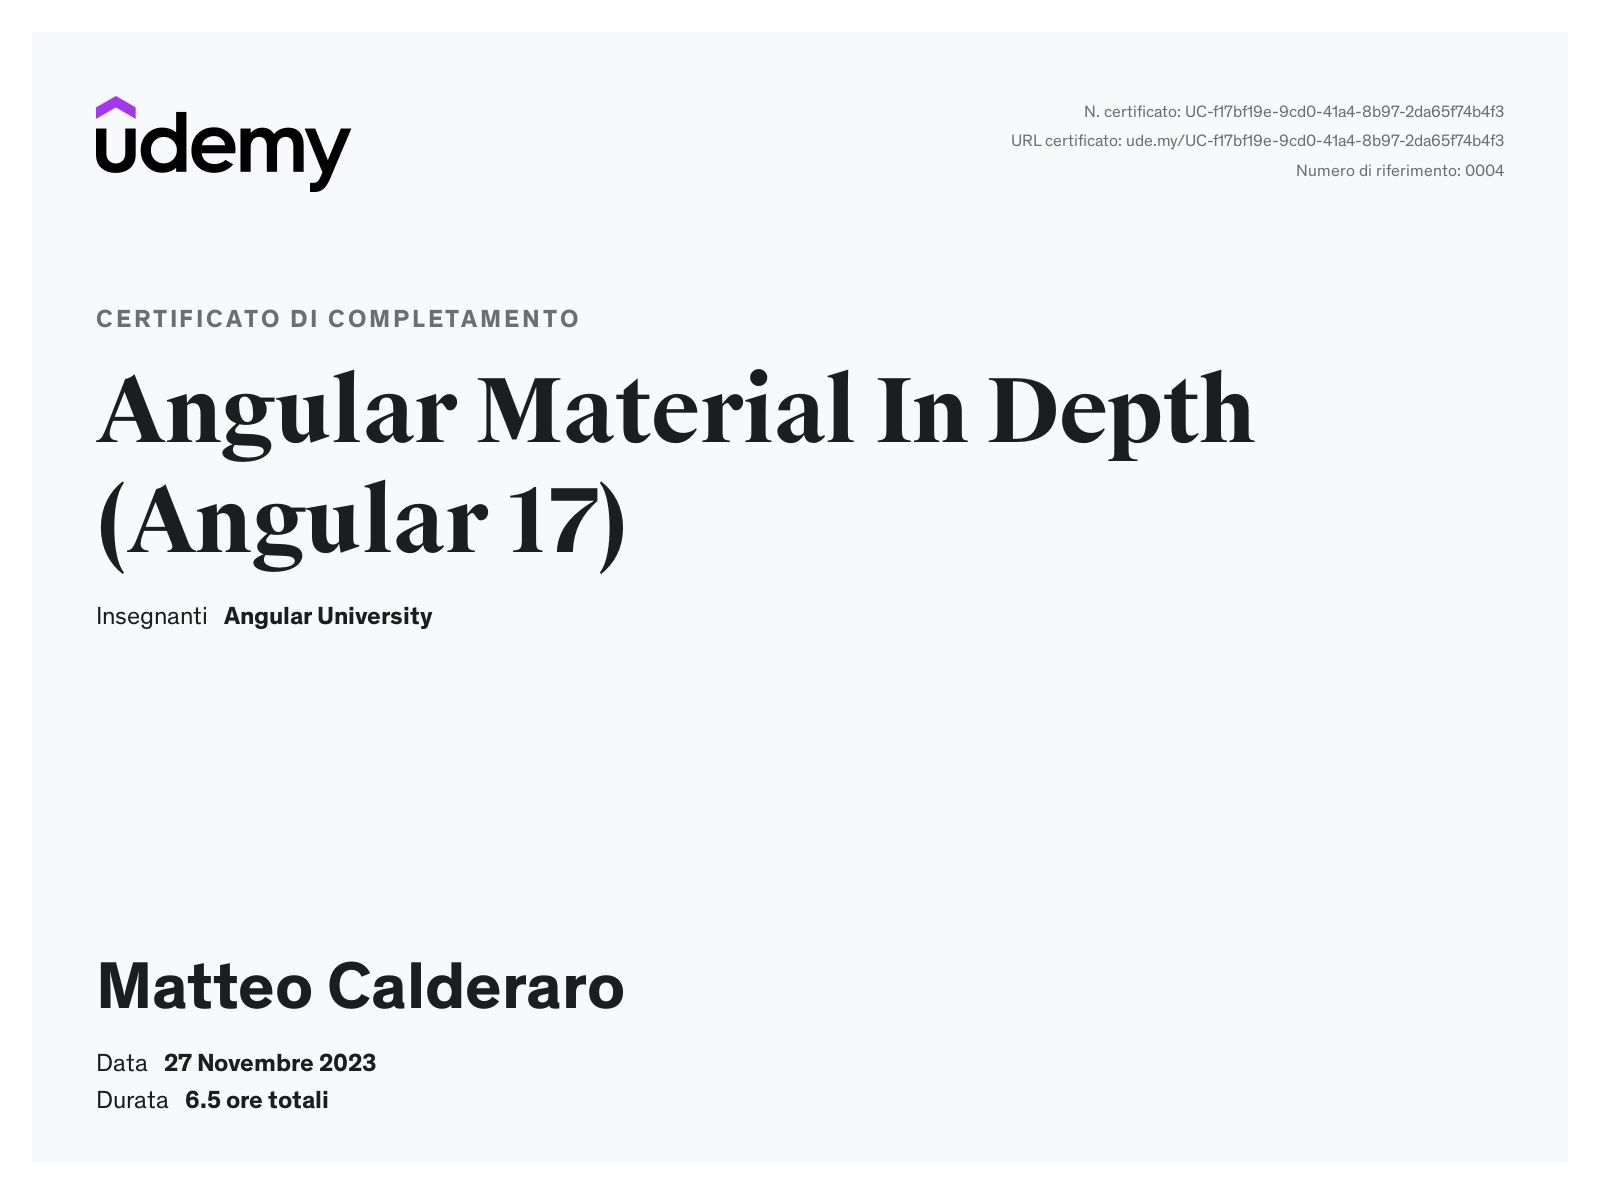 udemy
N. certificato: UC-f17bf19e-9cd0-41a4-8b97-2da65f74b4f3
URL certificato: ude.my/UC-f17bf19e-9cd0-41a4-8b97-2da65f74b4f3
Numero di riferimento: 0004
CERTIFICATO DI COMPLETAMENTO
Angular Material In Depth
(Angular 17)
Insegnanti Angular University
Matteo Calderaro
Data 27 Novembre 2023
Durata 6.5 ore totali